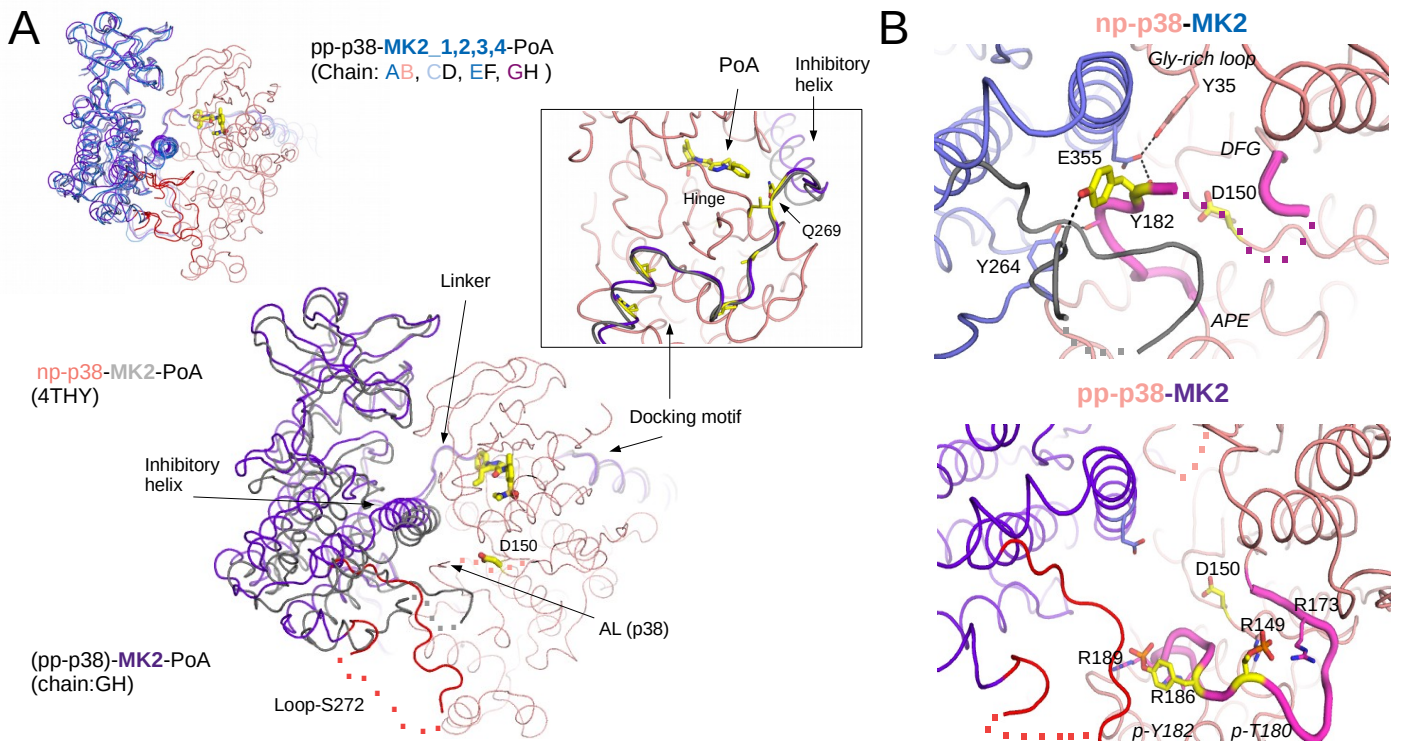 A
pp-p38-MK2_1,2,3,4-PoA
(Chain: AB, CD, EF, GH )
PoA
Inhibitory
helix
Hinge
Q269
Linker
np-p38-MK2-PoA
(4THY)
Docking motif
Inhibitory
helix
D150
AL (p38)
(pp-p38)-MK2-PoA
(chain:GH)
Loop-S272
B
np-p38-MK2
Gly-rich loop
Y35
DFG
E355
D150
Y182
Y264
APE
pp-p38-MK2
D150
R173
R149
R189
R186
p-Y182
p-T180